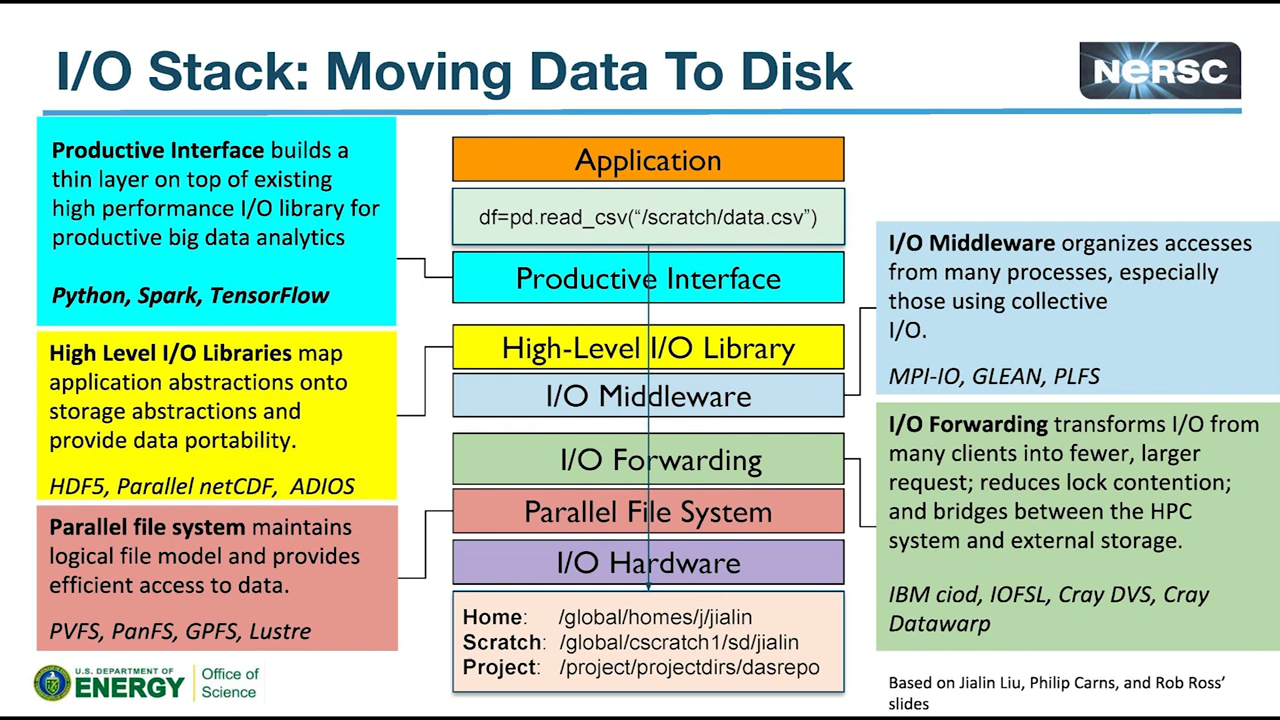 I/O Stack: Moving Data To Disk
NERSC
Productive Interface builds a
thin layer on top of existing
high performance I/O library for
productive big data analytics
Python, Spark, TensorFlow
High Level I/O Libraries map
application abstractions onto
storage abstractions and
provide data portability.
HDF5, Parallel netCDF, ADIOS
Parallel file system maintains
logical file model and provides
efficient access to data.
PVFS, PanFS, GPFS, Lustre
Application
df=pd.read_csv(“/scratch/data.csv”)
Productive Interface
High-Level I/O Library
I/O Middleware
I/O Forwarding
Parallel File System
I/O Hardware
Home: /global/homes/j/jialin
Scratch: /global/cscratch1/sd/jialin
Project: /project/projectdirs/dasrepo
I/O Middleware organizes accesses
from many processes, especially
those using collective
I/O.
MPI-IO, GLEAN, PLFS
I/O Forwarding transforms I/O from
many clients into fewer, larger
request; reduces lock contention;
and bridges between the HPC
system and external storage.
IBM ciod, IOFSL, Cray DVS, Cray
Datawarp
U.S. DEPARTMENT OF
ENERGY
Office of
Science
Based on Jialin Liu, Philip Carns, and Rob Ross’
slides